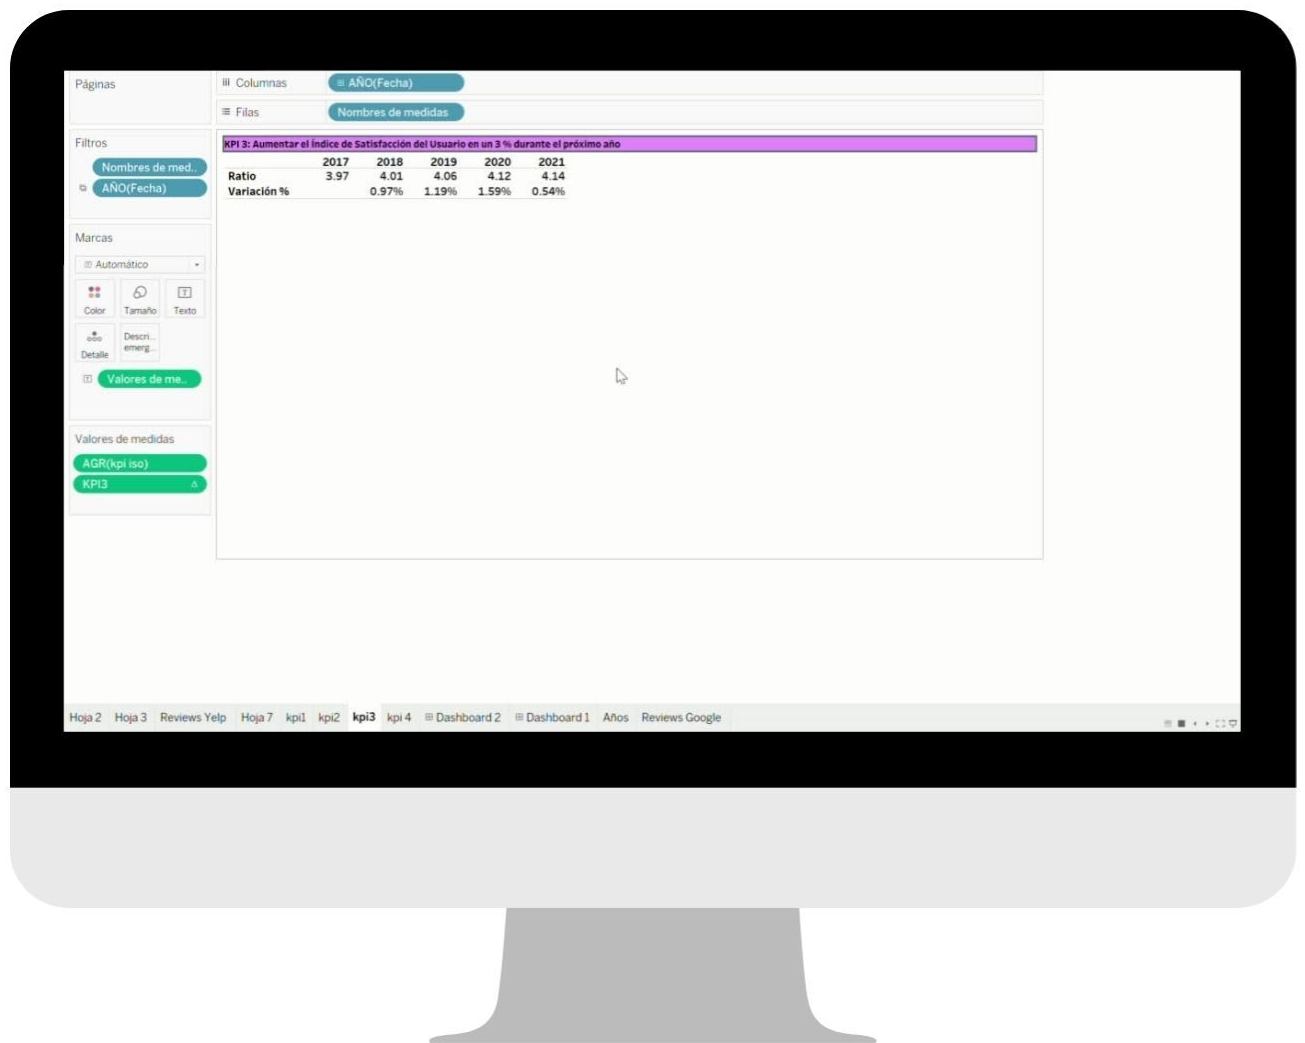 Páginas
Columnas
AÑO(Fecha)
Filas
Nombres de medidas
Filtros
Nombres de med..
AÑO(Fecha)
KPI 3: Aumentar el Índice de Satisfacción del Usuario en un 3 % durante el próximo año
2017 2018 2019 2020 2021
Ratio 3.97 4.01 4.06 4.12 4.14
Variación % 0.97% 1.19% 1.59% 0.54%
Marcas
Automático
Color Tamaño Texto
Detalle
Descri...
emerg...
Valores de me..
Valores de medidas
AGR(kpi iso)
KPI3
Hoja 2 Hoja 3 Reviews Yelp Hoja 7 kpi1 kpi2 kpi3 kpi 4 Dashboard 2 Dashboard 1 Años Reviews Google